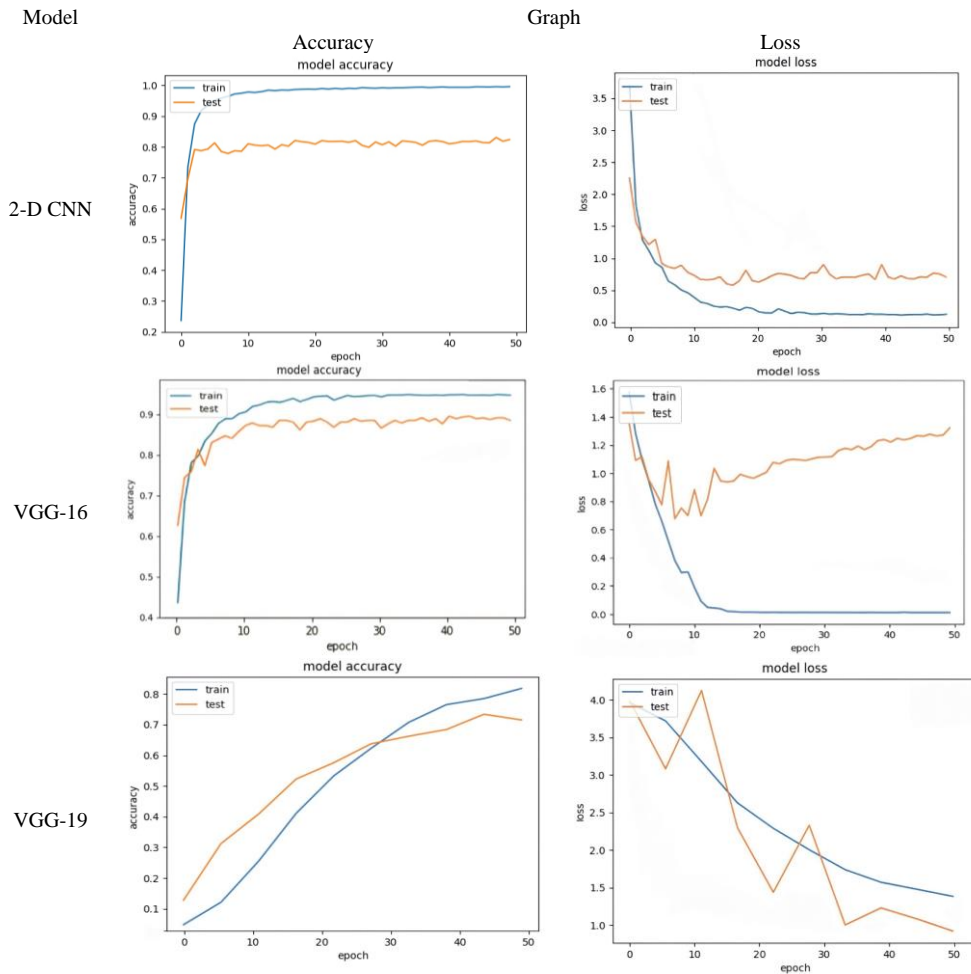 Model Graph
Accuracy Loss
model accuracy
train
test
1.0
0.9
0.8
0.7
0.6
0.5
0.4
0.3
0.2
accuracy
0 10 20 30 40 50
epoch
model loss
train
test
3.5
3.0
2.5
2.0
1.5
1.0
0.5
0.0
loss
0 10 20 30 40 50
epoch
2-D CNN
model accuracy
train
test
0.9
0.8
0.7
0.6
0.5
0.4
accuracy
0 10 20 30 40 50
epoch
model loss
train
test
1.6
1.4
1.2
1.0
0.8
0.6
0.4
0.2
0.0
loss
0 10 20 30 40 50
epoch
VGG-16
model accuracy
train
test
0.8
0.7
0.6
0.5
0.4
0.3
0.2
0.1
accuracy
0 10 20 30 40 50
epoch
model loss
train
test
4.0
3.5
3.0
2.5
2.0
1.5
1.0
loss
0 10 20 30 40 50
epoch
VGG-19